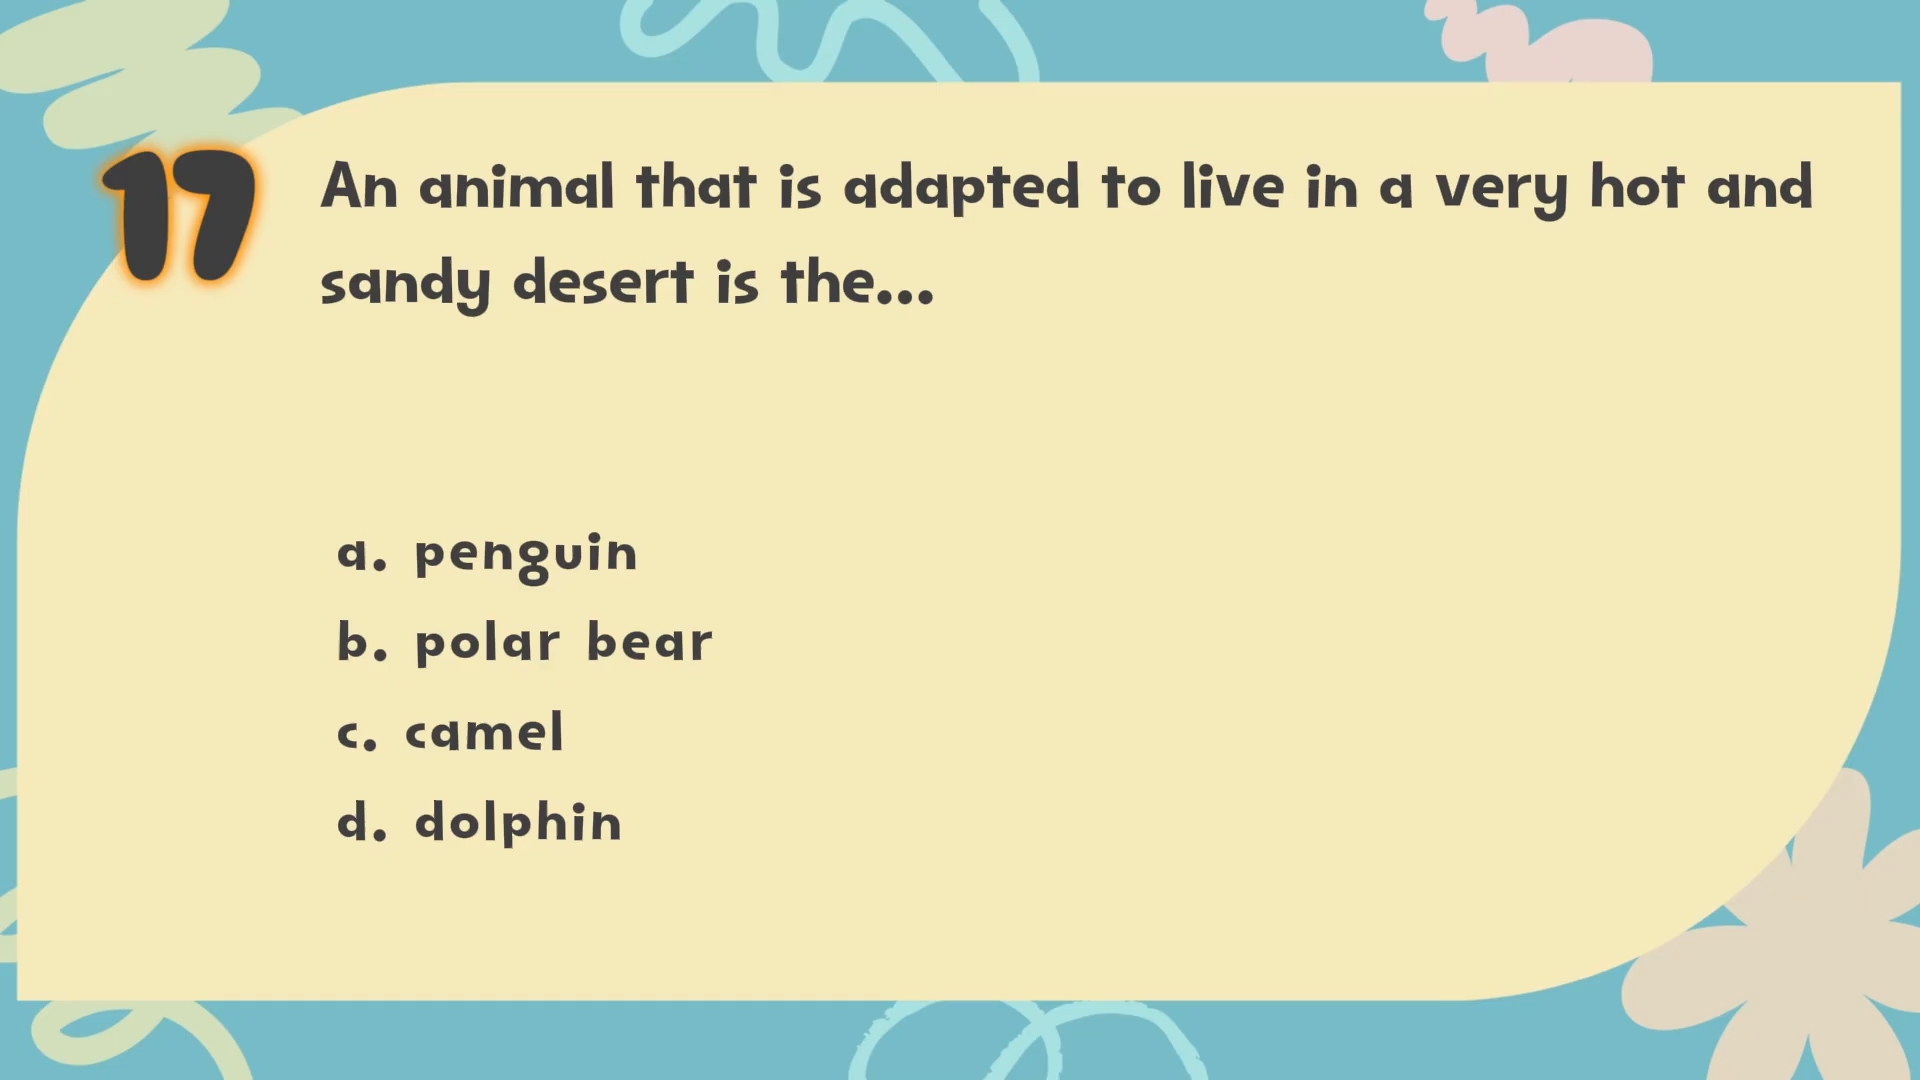 17
An animal that is adapted to live in a very hot and
sandy desert is the...
a. penguin
b. polar bear
c. camel
d. dolphin